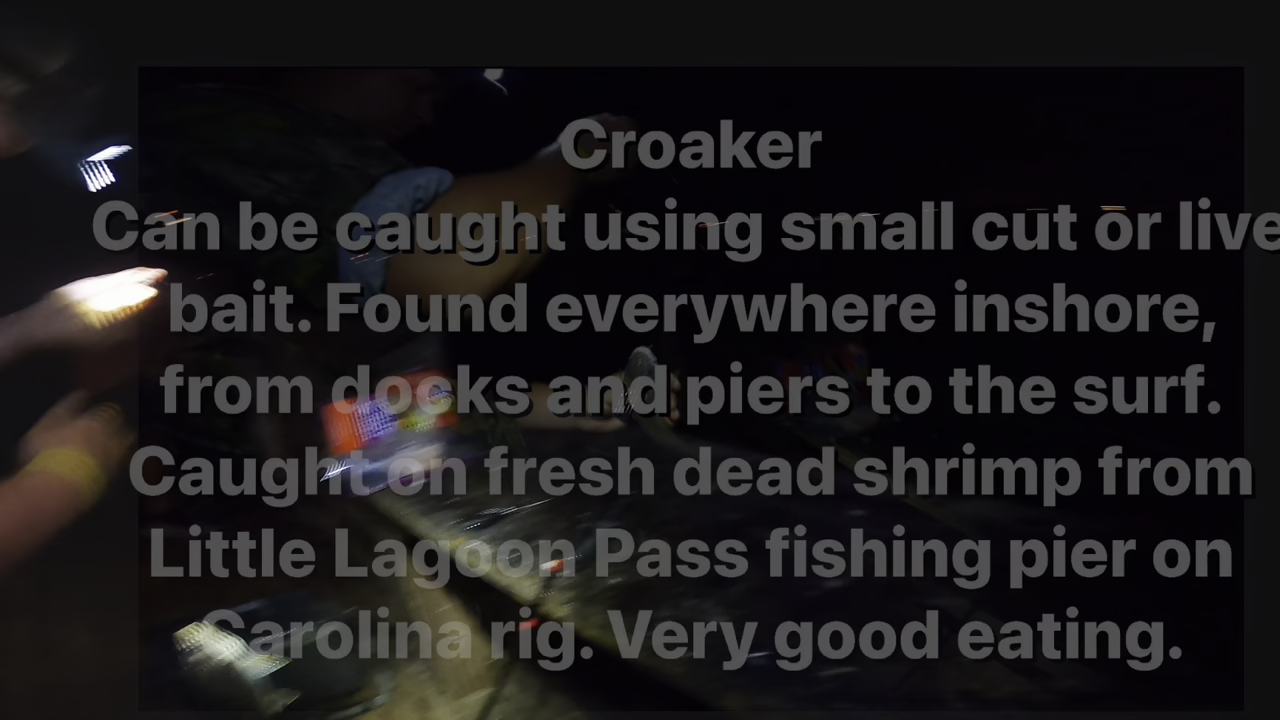 Croaker
Can be caught using small cut or live
bait. Found everywhere inshore,
from docks and piers to the surf.
Caught on fresh dead shrimp from
Little Lagoon Pass fishing pier on
Carolina rig. Very good eating.